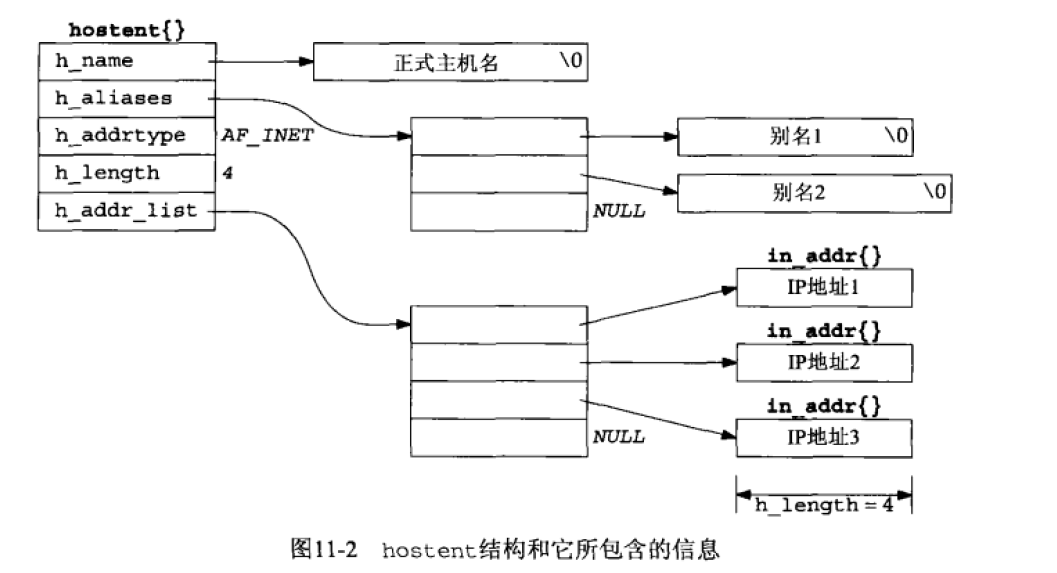 hostent{}
h_name
正式主机名 \0
h_aliases
h_addrtype AF_INET
别名1 \0
h_length 4
别名2 \0
h_addr_list
NULL
in_addr{}
IP地址1
in_addr{}
IP地址2
in_addr{}
NULL
IP地址3
h_length=4
图11-2 hostent结构和它所包含的信息